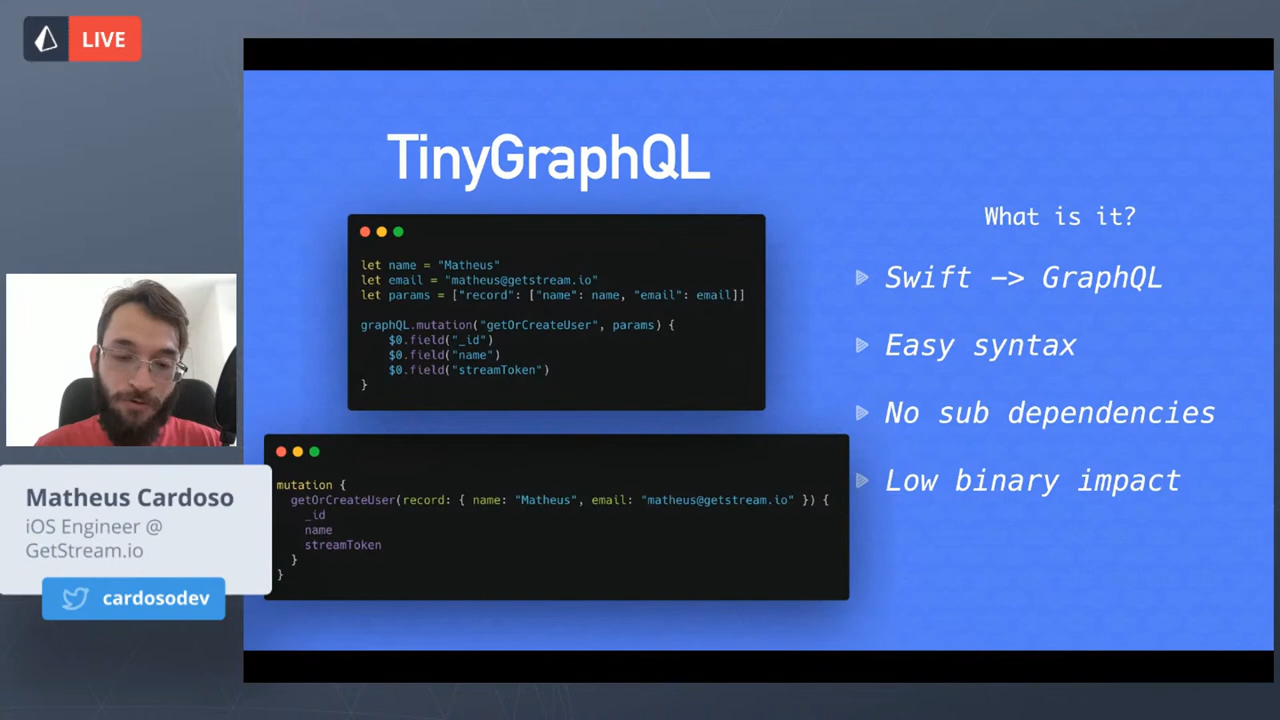 LIVE
TinyGraphQL
let name = "Matheus"
let email = "matheus@getstream.io"
let params = ["record": ["name": name, "email": email]]
graphQL.mutation("getOrCreateUser", params) {
$0.field("_id")
$0.field("name")
$0.field("streamToken")
}
mutation {
getOrCreateUser(record: { name: "Matheus", email: "matheus@getstream.io" }) {
_id
name
streamToken
}
}
What is it?
Swift -> GraphQL
Easy syntax
No sub dependencies
Low binary impact
Matheus Cardoso
iOS Engineer @
GetStream.io
cardosodev